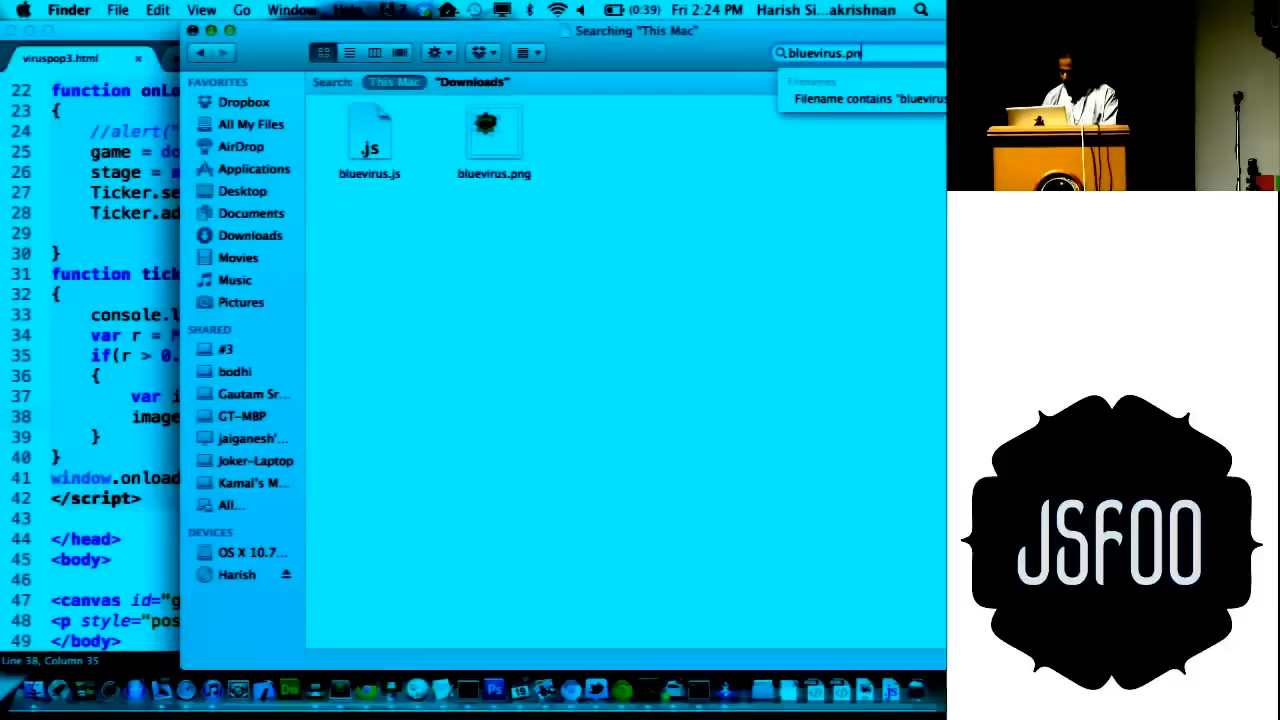 Finder File Edit View Go Window Help (0:39) Fri 2:24 PM Harish Si...akrishnan
Searching "This Mac"
viruspop3.html
bluevirus.pn
Search: This Mac "Downloads"
Filenames
Filename contains "bluevirus
FAVORITES
Dropbox
All My Files
AirDrop
Applications
Desktop
Documents
Downloads
Movies
Music
Pictures
SHARED
#3
bodhi
Gautam Sr...
GT-MBP
jaiganesh'...
Joker-Laptop
Kamal's M...
All...
DEVICES
OS X 10.7...
Harish
.js
bluevirus.js
bluevirus.png
22 function onLo
23 {
24 //alert("
25 game = do
26 stage = n
27 Ticker.se
28 Ticker.ad
29
30 }
31 function tick
32 {
33 console.l
34 var r = M
35 if(r > 0.
36 {
37 var i
38 image
39 }
40 }
41 window.onload
42 </script>
43
44 </head>
45 <body>
46
47 <canvas id="g
48 <p style="pos
49 </body>
Line 38, Column 35
JSFOO